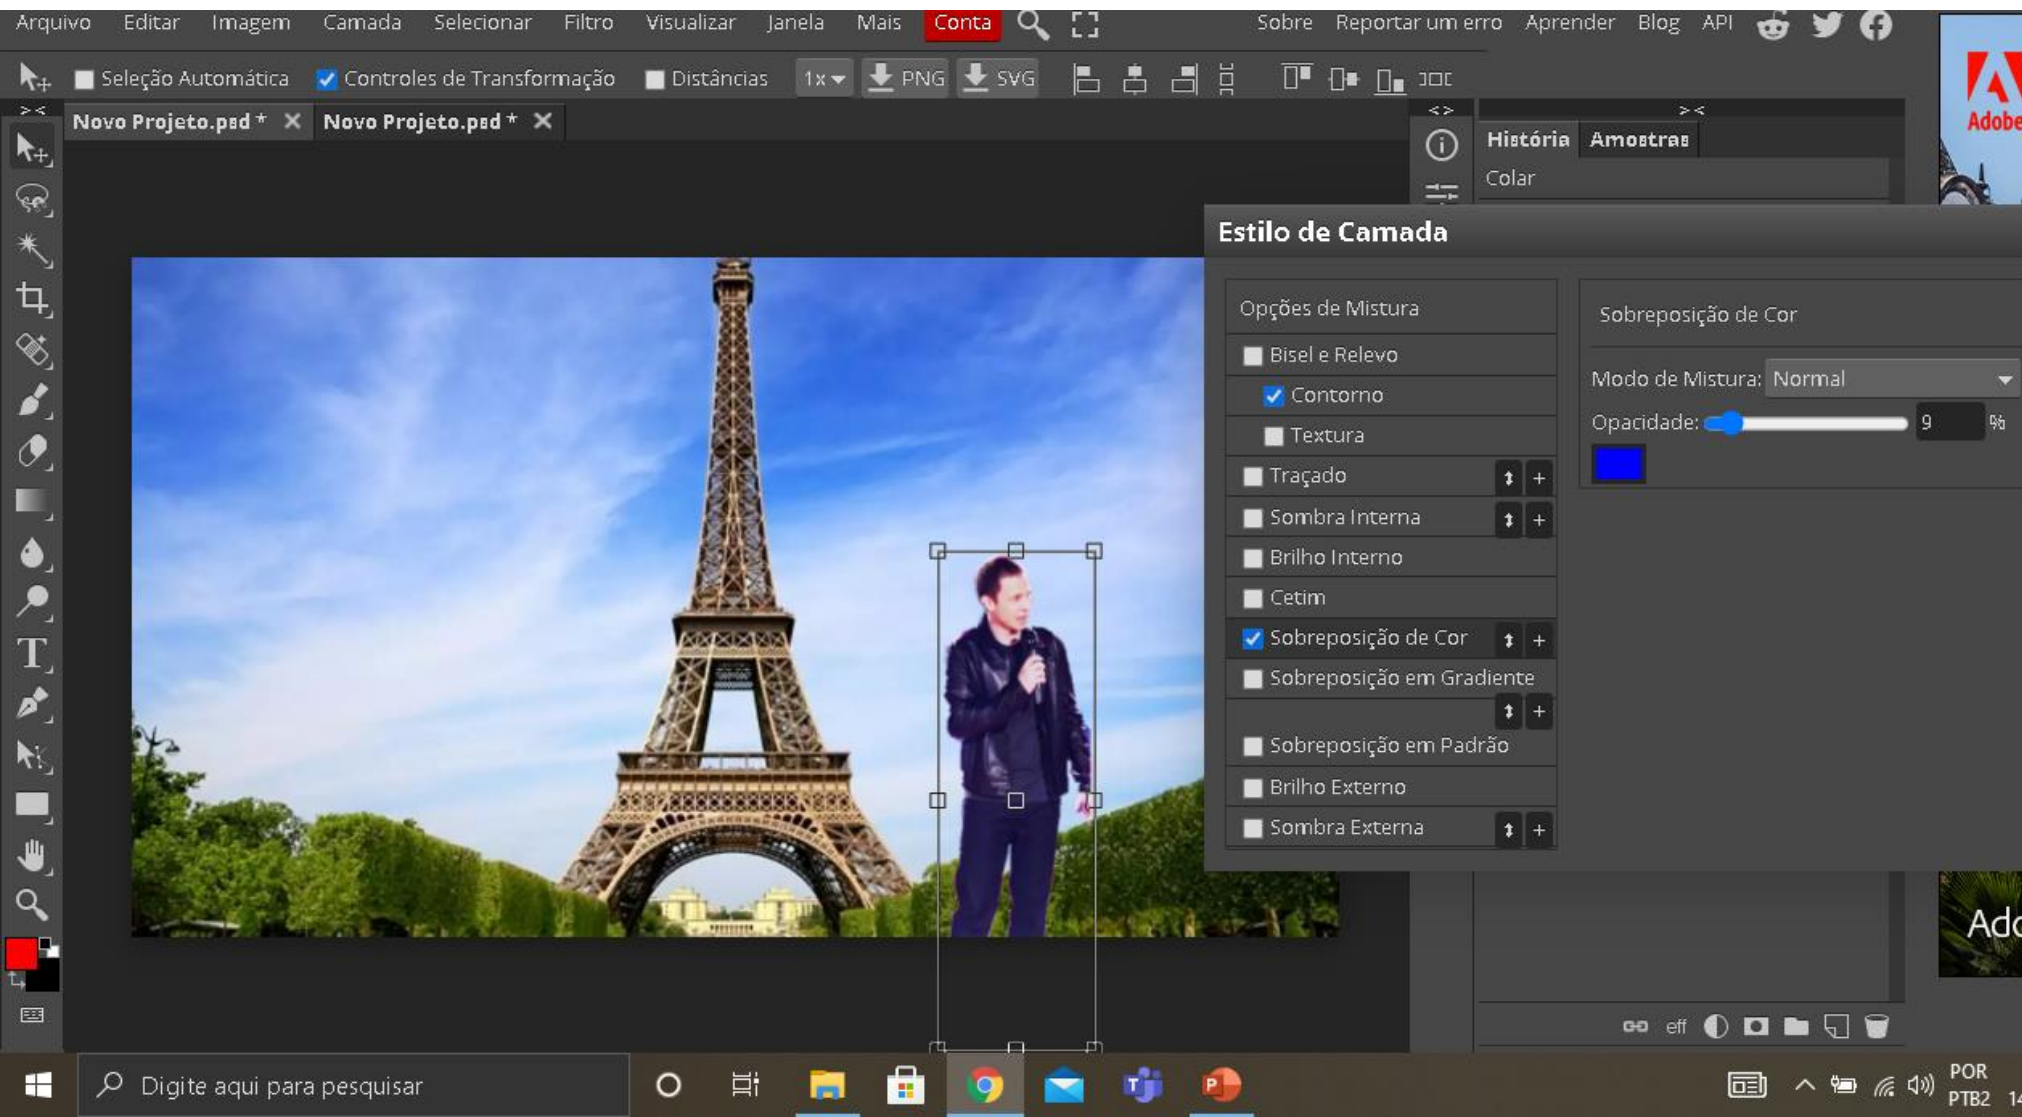 Arquivo Editar Imagem Camada Selecionar Filtro Visualizar Janela Mais Conta Sobre Reportar um erro Aprender Blog API
Seleção Automática Controles de Transformação Distâncias 1x PNG SVG
Adobe
Novo Projeto.psd * Novo Projeto.psd *
História Amostras
Colar
Estilo de Camada
Opções de Mistura
Sobreposição de Cor
Bisel e Relevo
Modo de Mistura: Normal
Contorno
Opacidade: 9 %
Textura
Traçado +
Sombra Interna +
Brilho Interno
Cetim
Sobreposição de Cor +
Sobreposição em Gradiente
+
Sobreposição em Padrão
Brilho Externo
Sombra Externa +
eff
Digite aqui para pesquisar
POR
PTB2